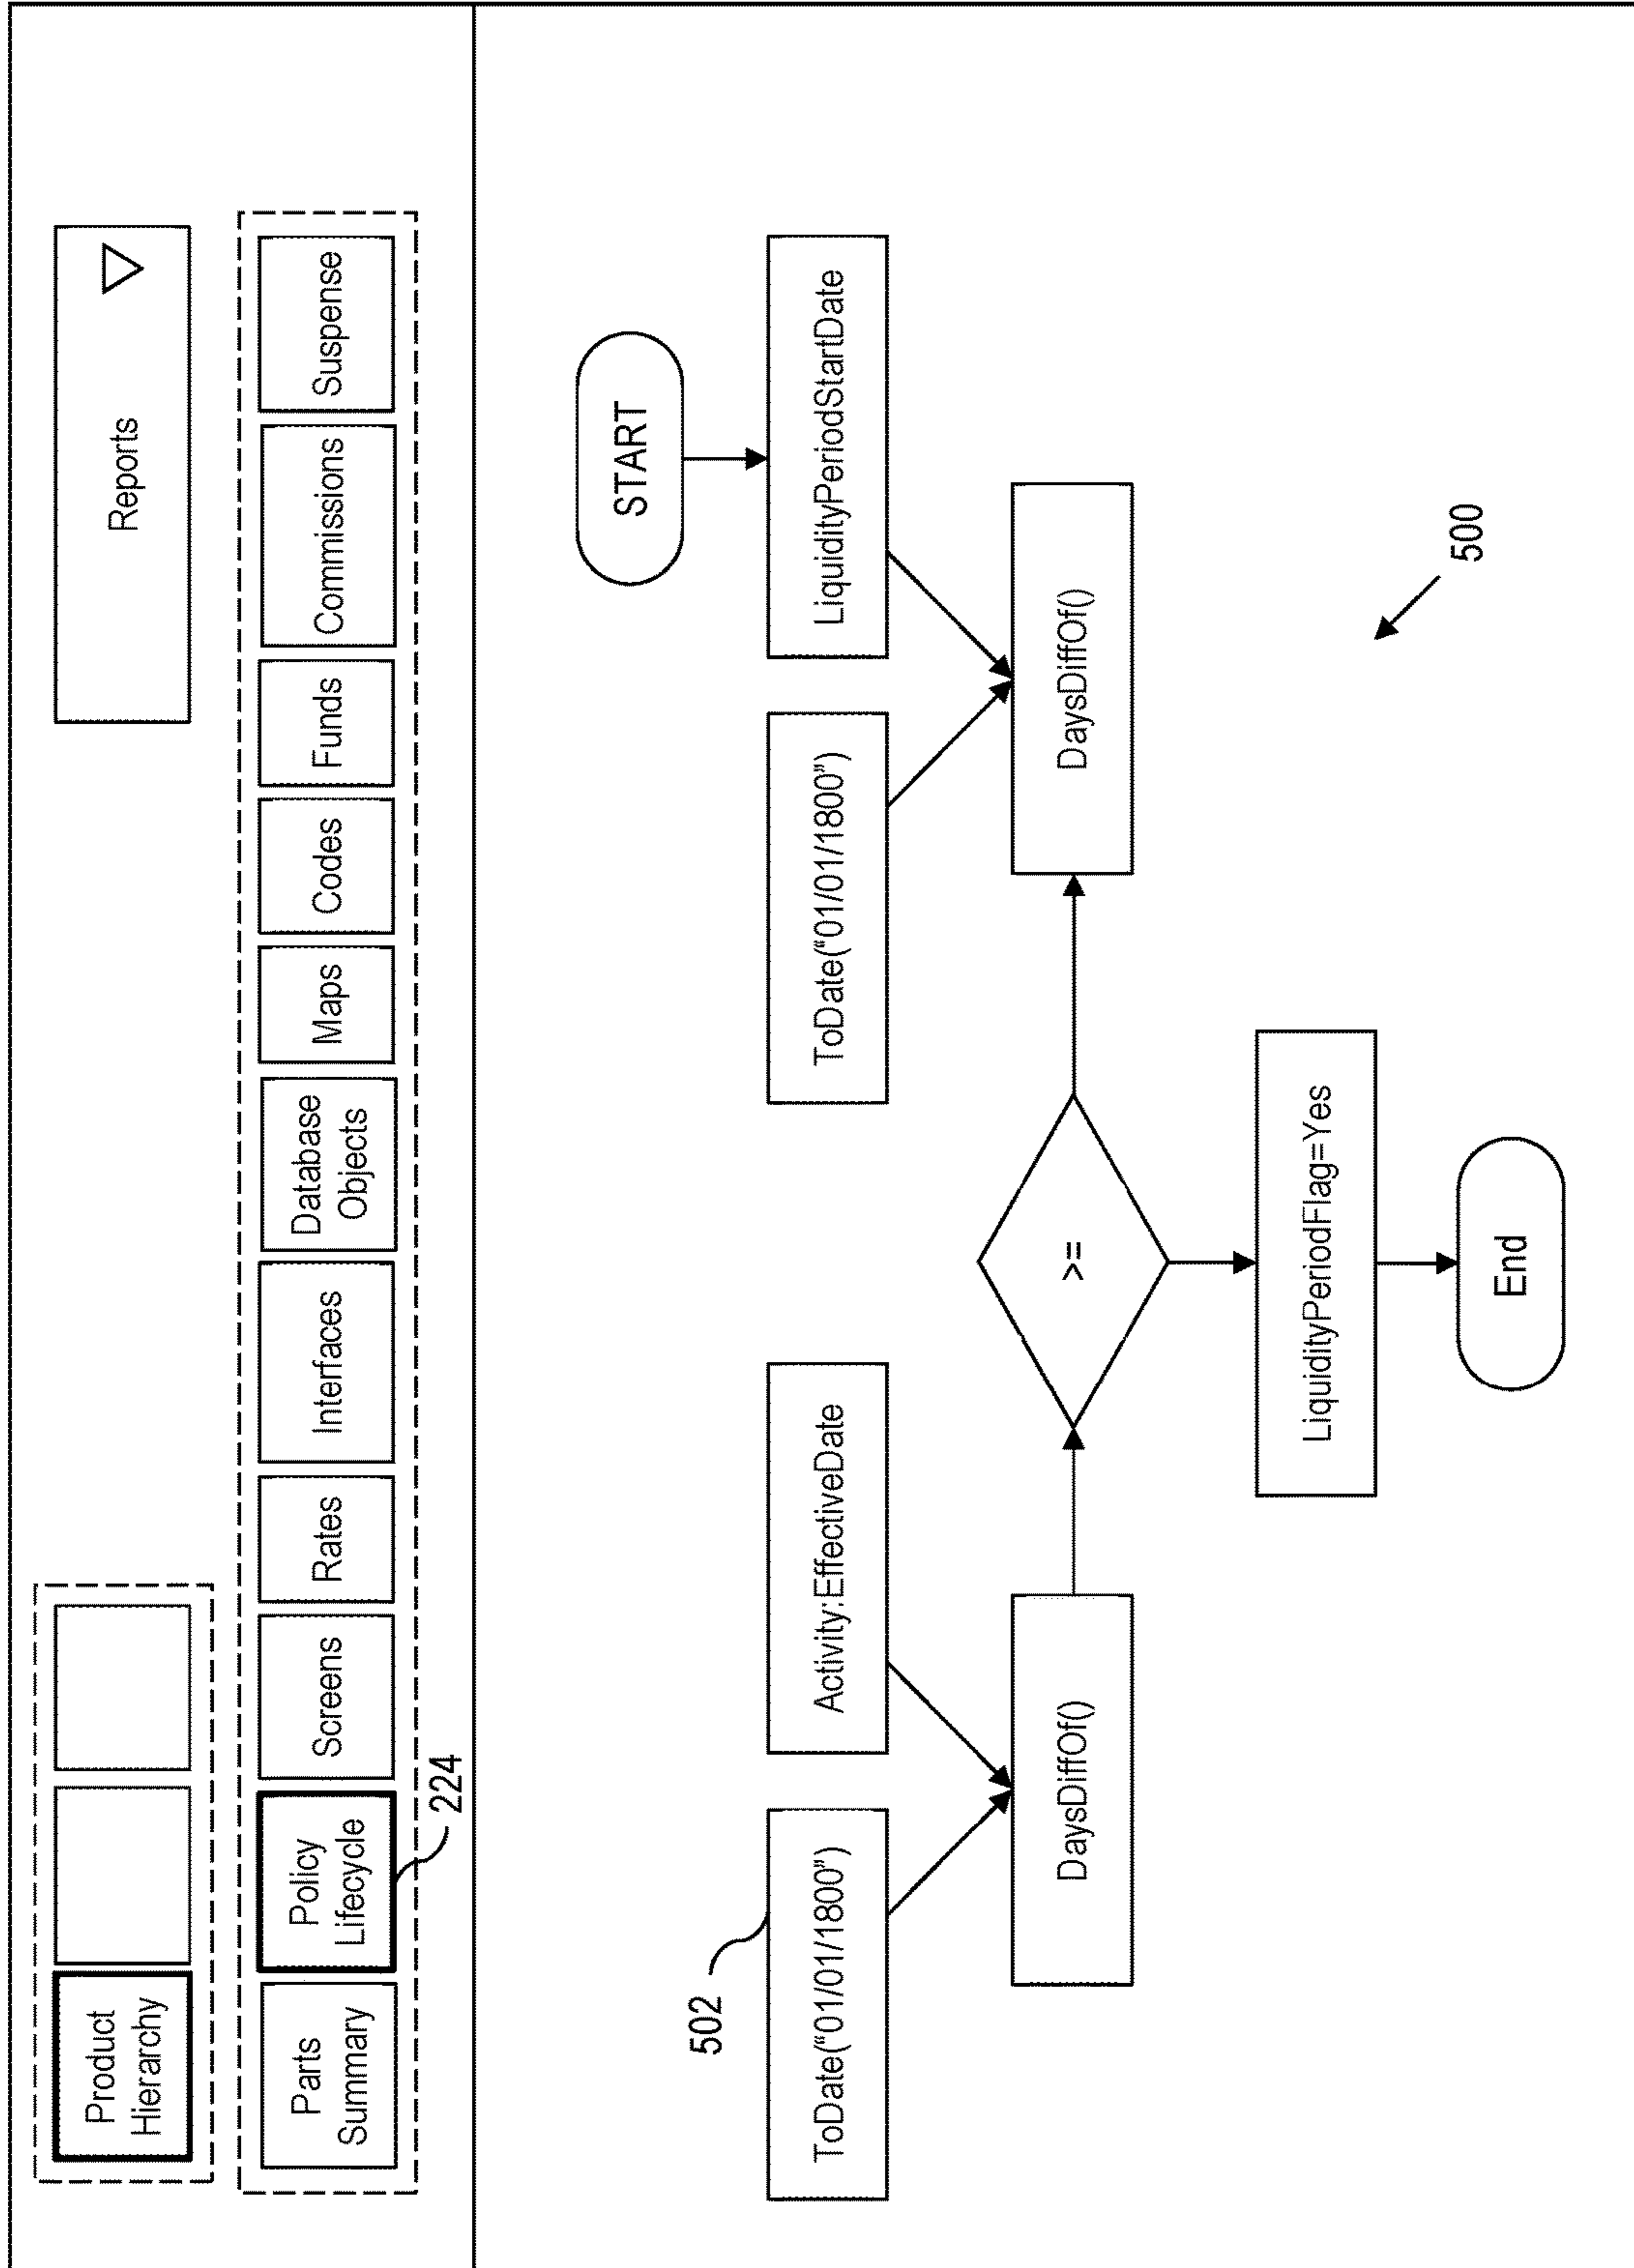 Product
Hierarchy
Reports
Parts
Summary
Policy
Lifecycle
Screens
Rates
Interfaces
Database
Objects
Maps
Codes
Funds
Commissions
Suspense
224
START
502
ToDate(“01/01/1800”)
Activity:EffectiveDate
ToDate(“01/01/1800”)
LiquidityPeriodStartDate
DaysDiffOf()
>=
DaysDiffOf()
LiquidityPeriodFlag=Yes
End
500